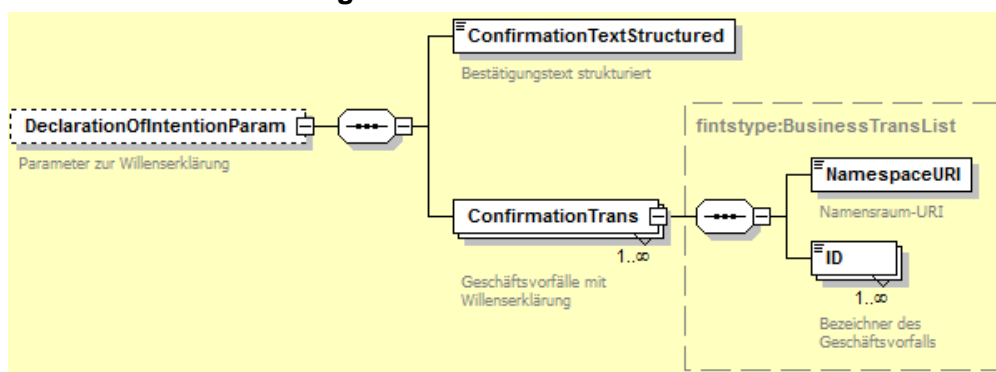 DeclarationOfIntentionParam
Parameter zur Willenserklärung
ConfirmationTextStructured
Bestätigungstext strukturiert
ConfirmationTrans
1..∞
Geschäftsvorfälle mit
Willenserklärung
fintstype:BusinessTransList
NamespaceURI
Namensraum-URI
ID
1..∞
Bezeichner des
Geschäftsvorfalls